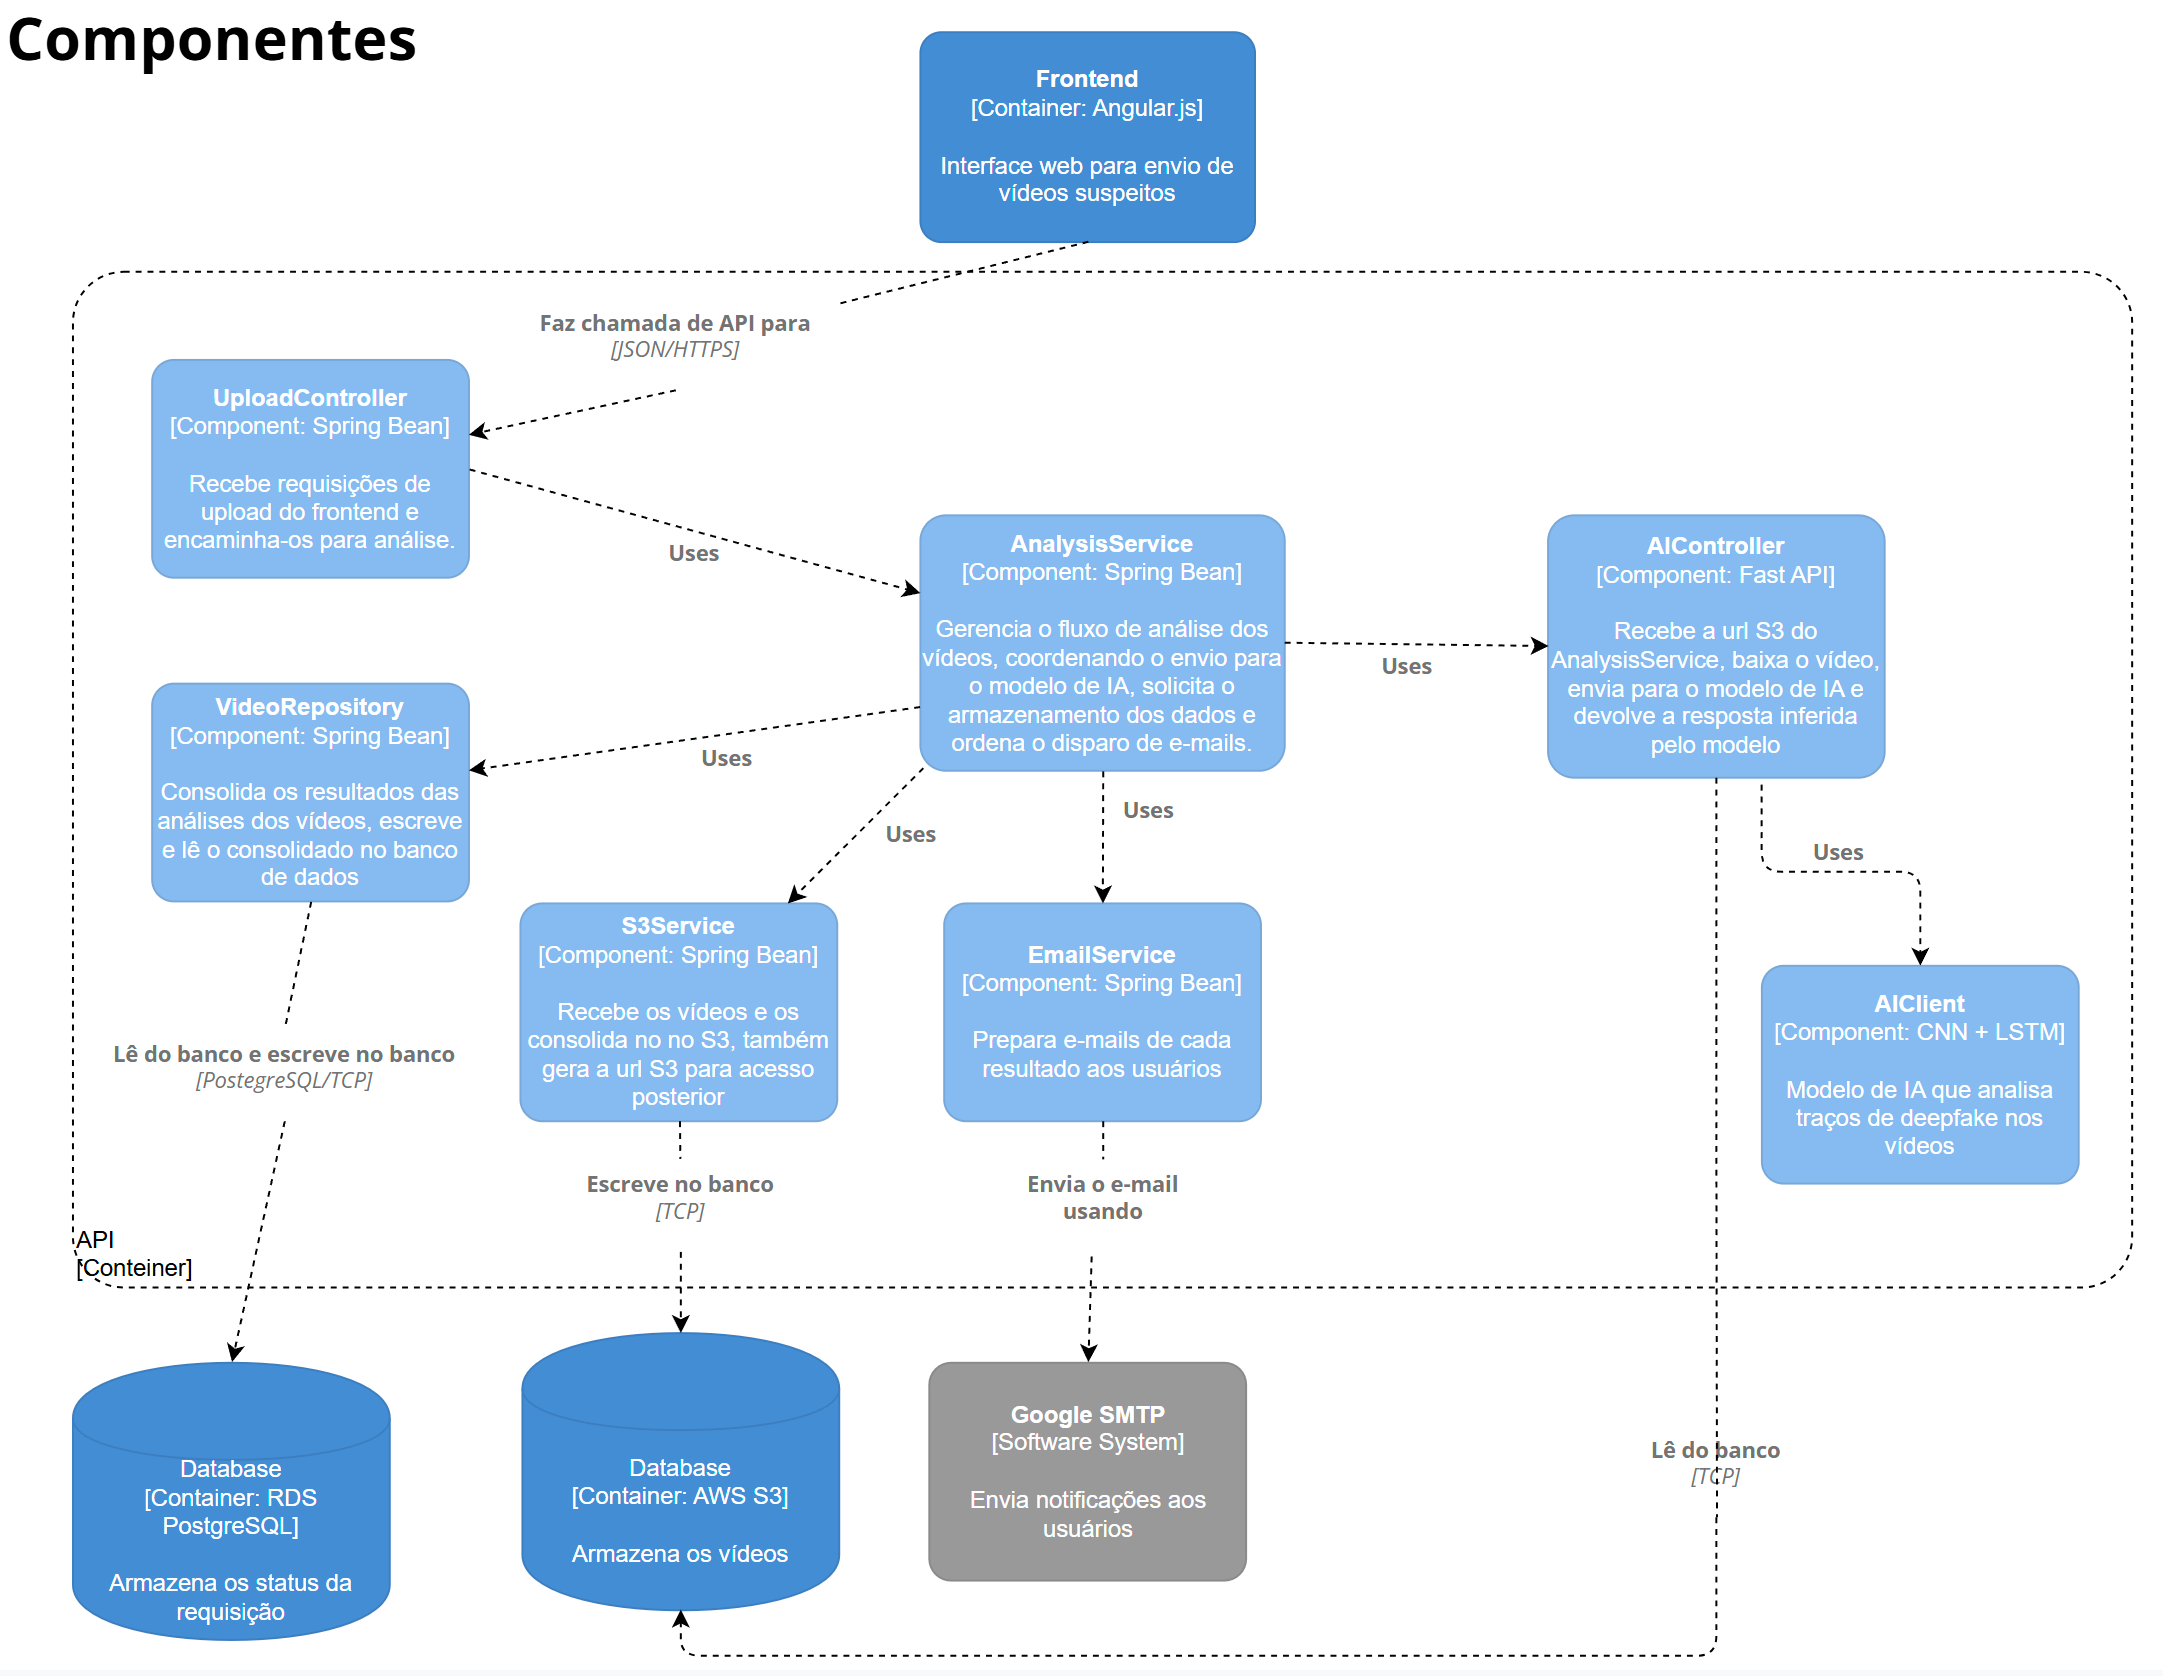 Componentes
Frontend
[Container: Angular.js]
Interface web para envio de
vídeos suspeitos
Faz chamada de API para
[JSON/HTTPS]
UploadController
[Component: Spring Bean]
Recebe requisições de
upload do frontend e
encaminha-os para análise.
Uses
AnalysisService
[Component: Spring Bean]
Gerencia o fluxo de análise dos
vídeos, coordenando o envio para
o modelo de IA, solicita o
armazenamento dos dados e
ordena o disparo de e-mails.
Uses
AIController
[Component: Fast API]
Recebe a url S3 do
AnalysisService, baixa o vídeo,
envia para o modelo de IA e
devolve a resposta inferida
pelo modelo
VideoRepository
[Component: Spring Bean]
Consolida os resultados das
análises dos vídeos, escreve
e lê o consolidado no banco
de dados
Uses
Uses
Uses
Uses
S3Service
[Component: Spring Bean]
Recebe os vídeos e os
consolida no no S3, também
gera a url S3 para acesso
posterior
EmailService
[Component: Spring Bean]
Prepara e-mails de cada
resultado aos usuários
AIClient
[Component: CNN + LSTM]
Modelo de IA que analisa
traços de deepfake nos
vídeos
Lê do banco e escreve no banco
[PostegreSQL/TCP]
Escreve no banco
[TCP]
Envia o e-mail
usando
API
[Conteiner]
Database
[Container: RDS
PostgreSQL]
Armazena os status da
requisição
Database
[Container: AWS S3]
Armazena os vídeos
Google SMTP
[Software System]
Envia notificações aos
usuários
Lê do banco
[TCP]